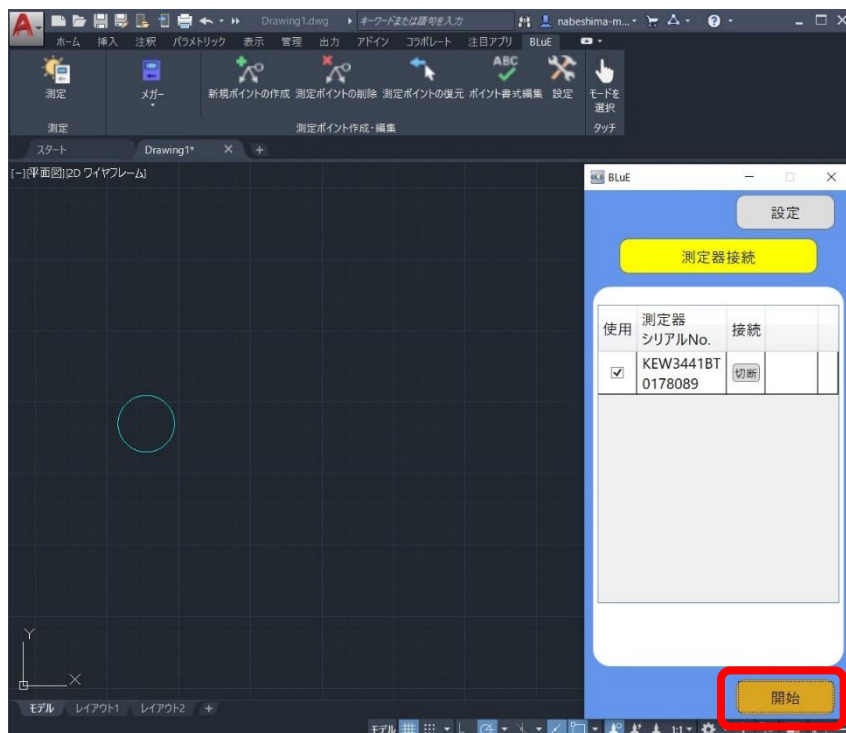 A
Drawing1.dwg
キーワードまたは語句を入力
nabeshima-m...
ホーム 挿入 注釈 パラメトリック 表示 管理 出力 アドイン コラボレート 注目アプリ BLuE
測定
メガー
新規ポイントの作成 測定ポイントの削除 測定ポイントの復元 ポイント書式編集 設定
ABC
モードを
選択
測定
測定ポイント作成・編集
タッチ
スタート
Drawing1*
[−][平面図][2D ワイヤフレーム]
BLuE
設定
測定器接続
使用
測定器
シリアルNo.
接続
KEW3441BT
0178089
切断
Y
X
開始
モデル レイアウト1 レイアウト2 +
モデル
1:1